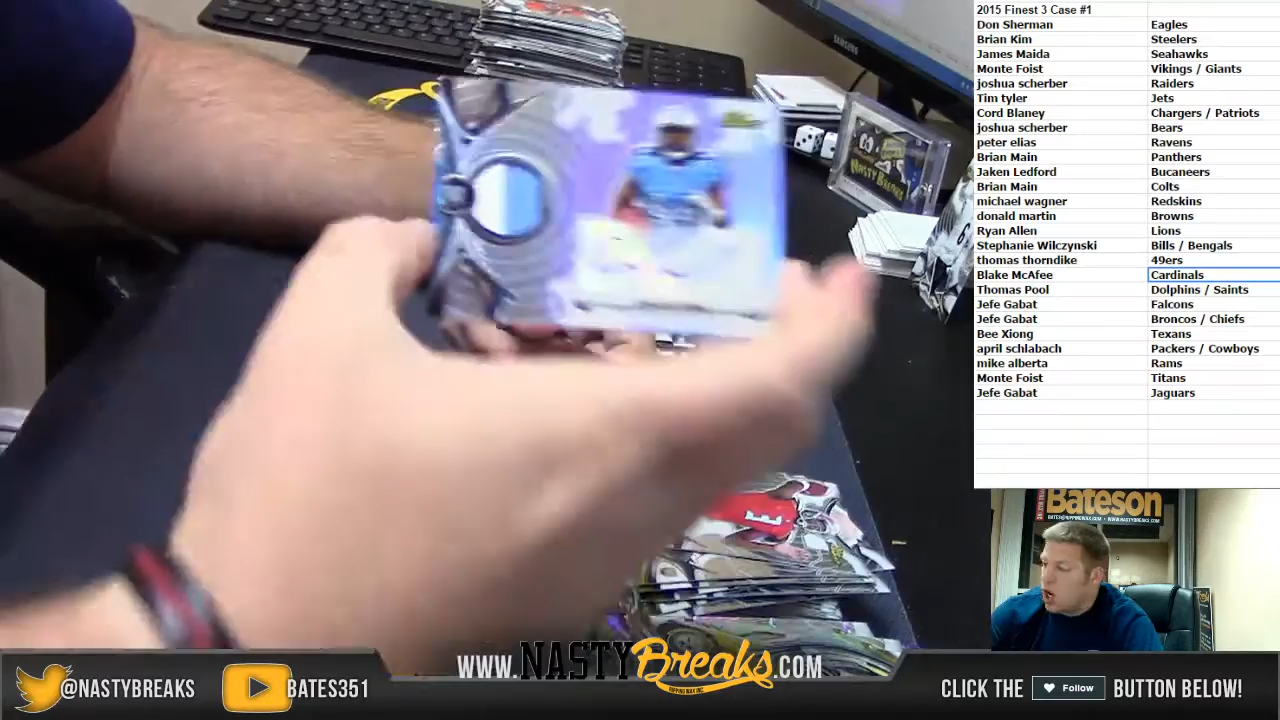 2015 Finest 3 Case #1
Don Sherman Eagles
Brian Kim Steelers
James Maida Seahawks
Monte Foist Vikings / Giants
joshua scherber Raiders
Tim tyler Jets
Cord Blaney Chargers / Patriots
joshua scherber Bears
peter elias Ravens
Brian Main Panthers
Jaken Ledford Bucaneers
Brian Main Colts
michael wagner Redskins
donald martin Browns
Ryan Allen Lions
Stephanie Wilczynski Bills / Bengals
thomas thorndike 49ers
Blake McAfee Cardinals
Thomas Pool Dolphins / Saints
Jefe Gabat Falcons
Jefe Gabat Broncos / Chiefs
Bee Xiong Texans
april schlabach Packers / Cowboys
mike alberta Rams
Monte Foist Titans
Jefe Gabat Jaguars
SAMSUNG
NASTY BREAKS
Bateson
@NASTYBREAKS
BATES351
WWW.NASTYBreaks.COM
RIPPING WAX INC
CLICK THE Follow BUTTON BELOW!